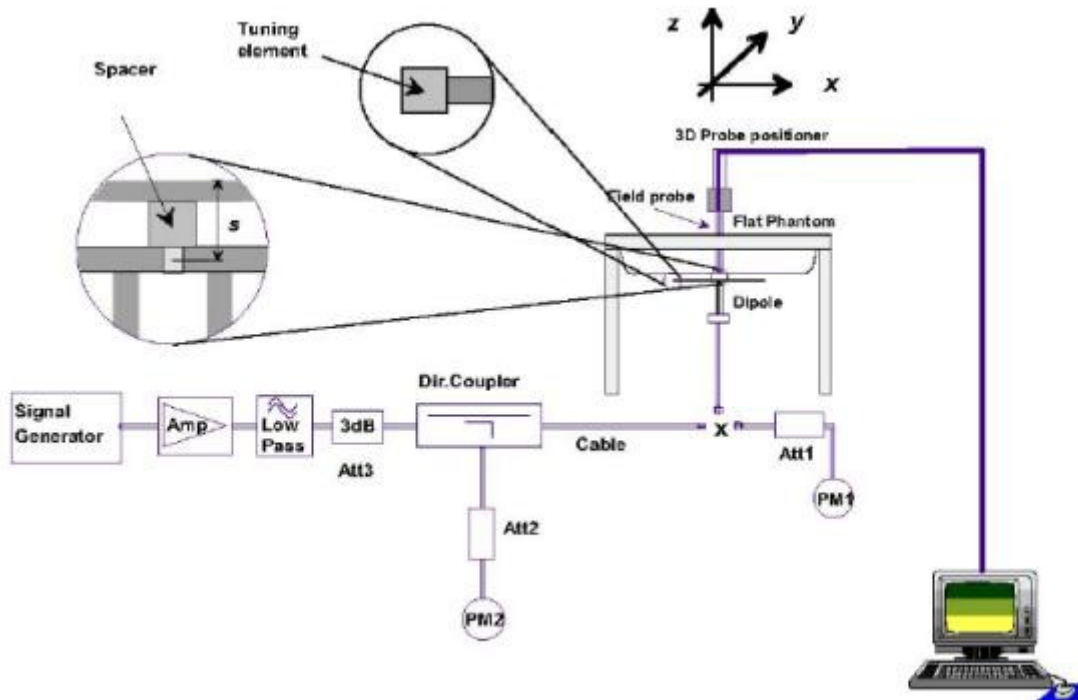 Tuning
element
Spacer
s
z
y
x
3D Probe positioner
Field probe
Flat Phantom
Dipole
Signal
Generator
Amp
Low
Pass
3dB
Att3
Dir.Coupler
Cable
x
Att1
PM1
Att2
PM2